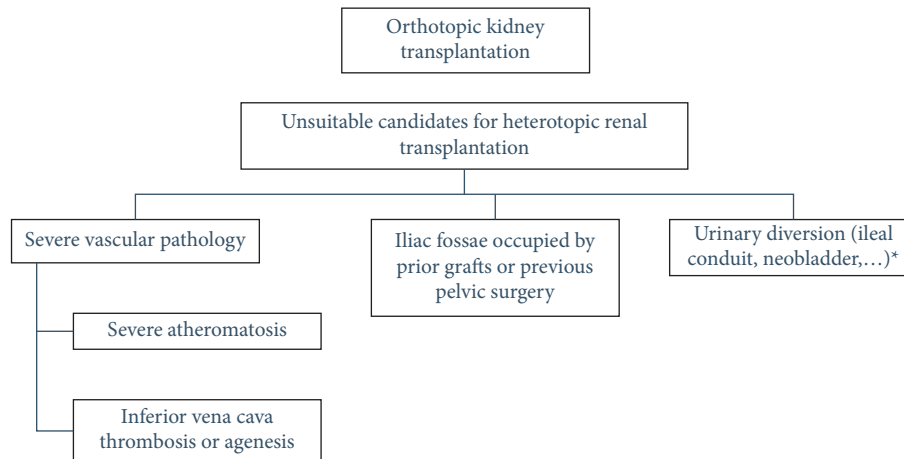 Orthotopic kidney
transplantation
Unsuitable candidates for heterotopic renal
transplantation
Severe vascular pathology
Iliac fossae occupied by
prior grafts or previous
pelvic surgery
Urinary diversion (ileal
conduit, neobladder,…)*
Severe atheromatosis
Inferior vena cava
thrombosis or agenesis